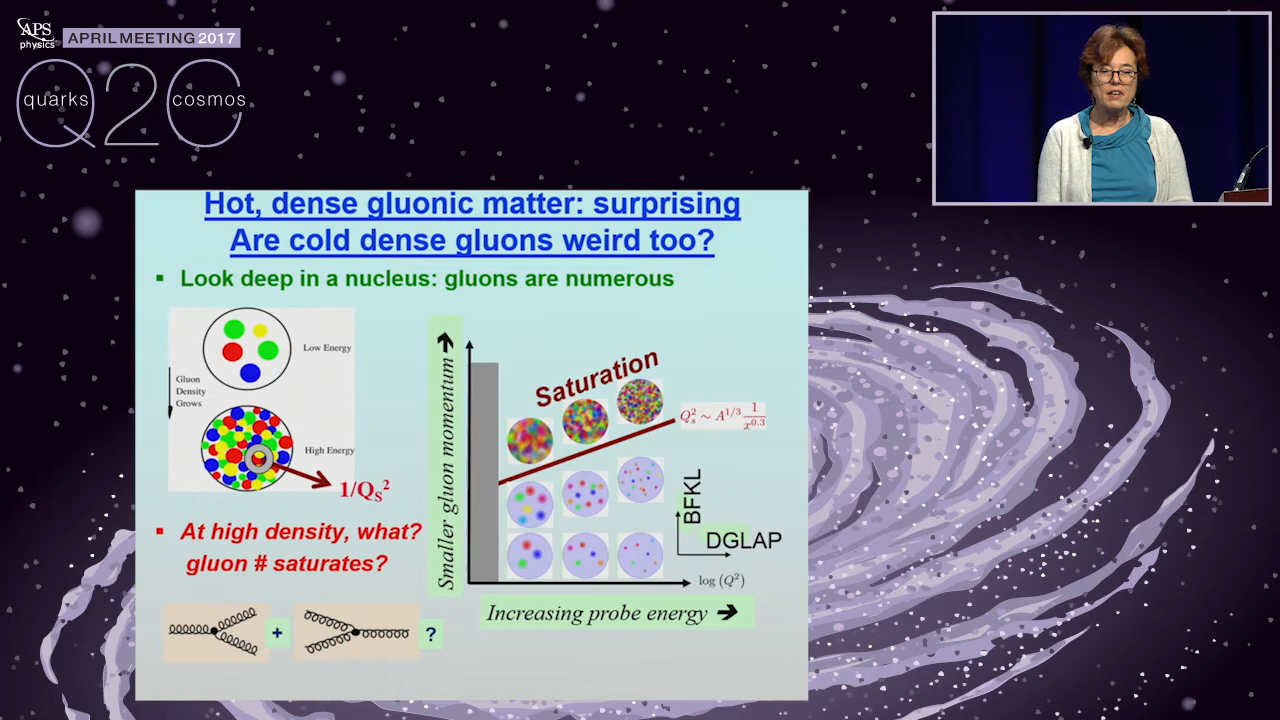 APS
physics
APRIL MEETING 2017
Q2C
quarks
cosmos
Hot, dense gluonic matter: surprising
Are cold dense gluons weird too?
▪ Look deep in a nucleus: gluons are numerous
Low Energy
Gluon
Density
Grows
High Energy
1/Qs²
▪ At high density, what?
gluon # saturates?
+
?
Smaller gluon momentum ➔
Saturation
Q_s² ~ A^{1/3} 1/x^{0.3}
BFKL
DGLAP
log (Q²)
Increasing probe energy ➔